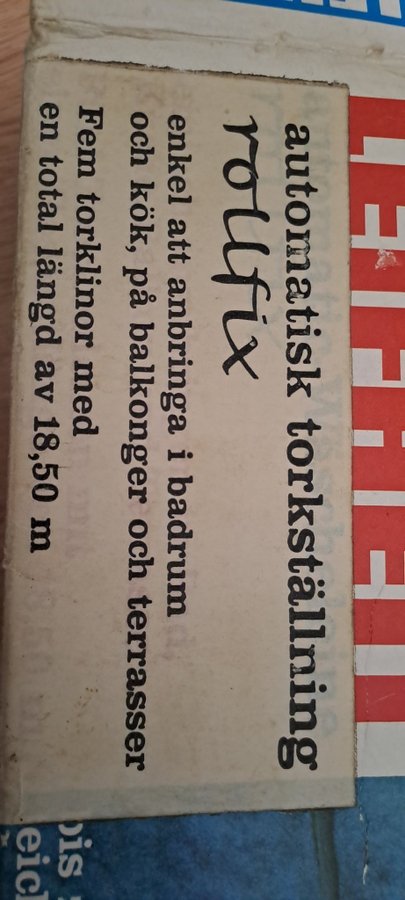 automatisk torkställning
rollfix
enkel att anbringa i badrum
och kök, på balkonger och terrasser
Fem torklinor med
en total längd av 18,50 m